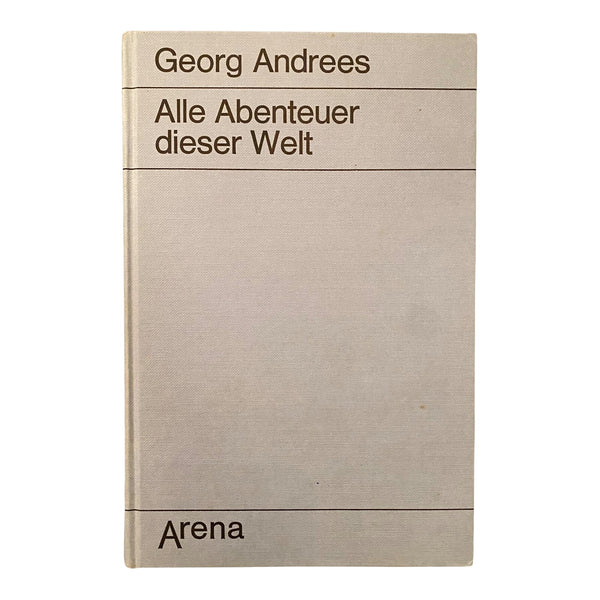 Georg Andrees
Alle Abenteuer
dieser Welt
Arena